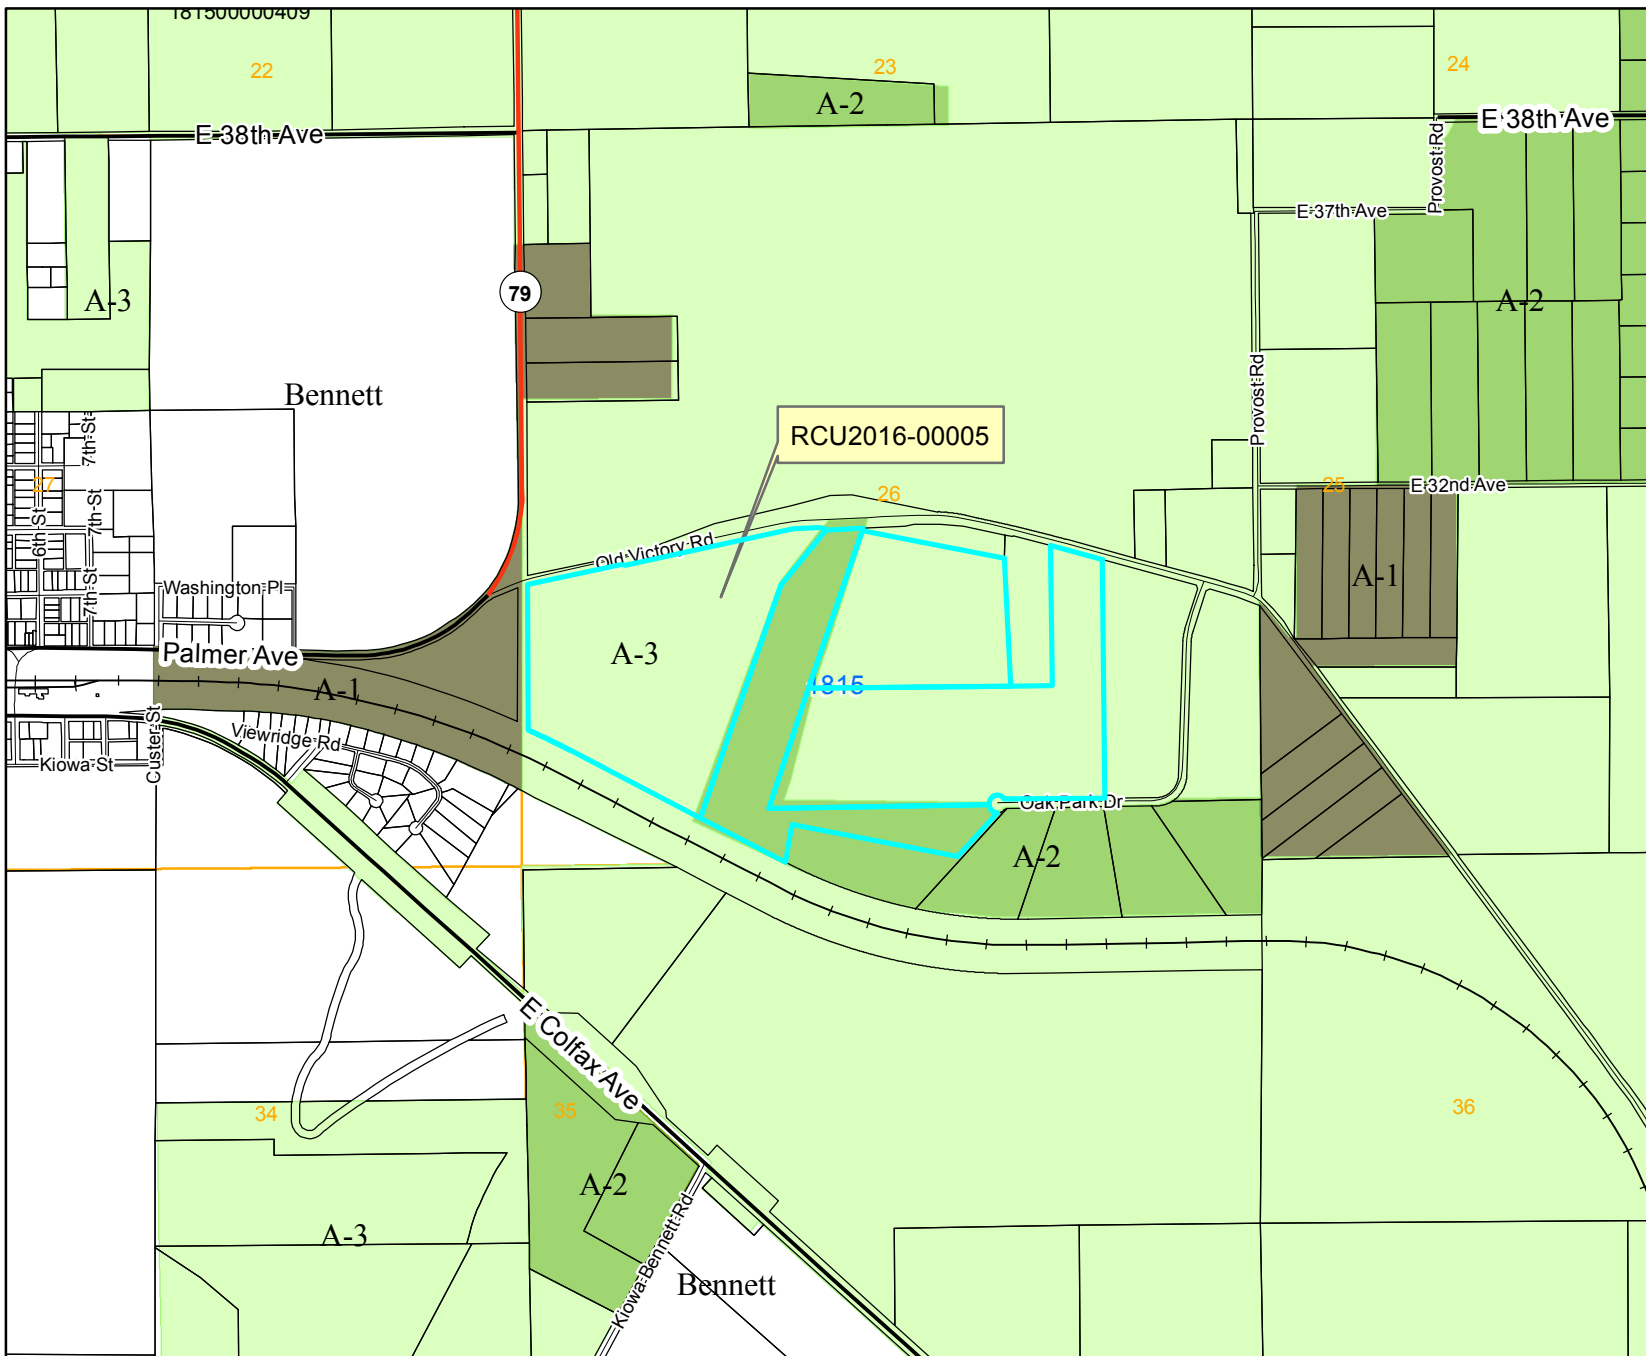 181500000409
22
23
24
A-2
E 38th Ave
E 38th Ave
Provost Rd
E 37th Ave
A-3
79
A-2
Bennett
Provost Rd
RCU2016-00005
7th St
27
26
25
E 32nd Ave
7th St
6th St
Old Victory Rd
A-1
Washington Pl
7th St
Palmer Ave
A-3
A-1
1815
Viewridge Rd
Custer St
Kiowa St
Oak Park Dr
A-2
E Colfax Ave
34
35
36
A-2
A-3
Kiowa-Bennett Rd
Bennett